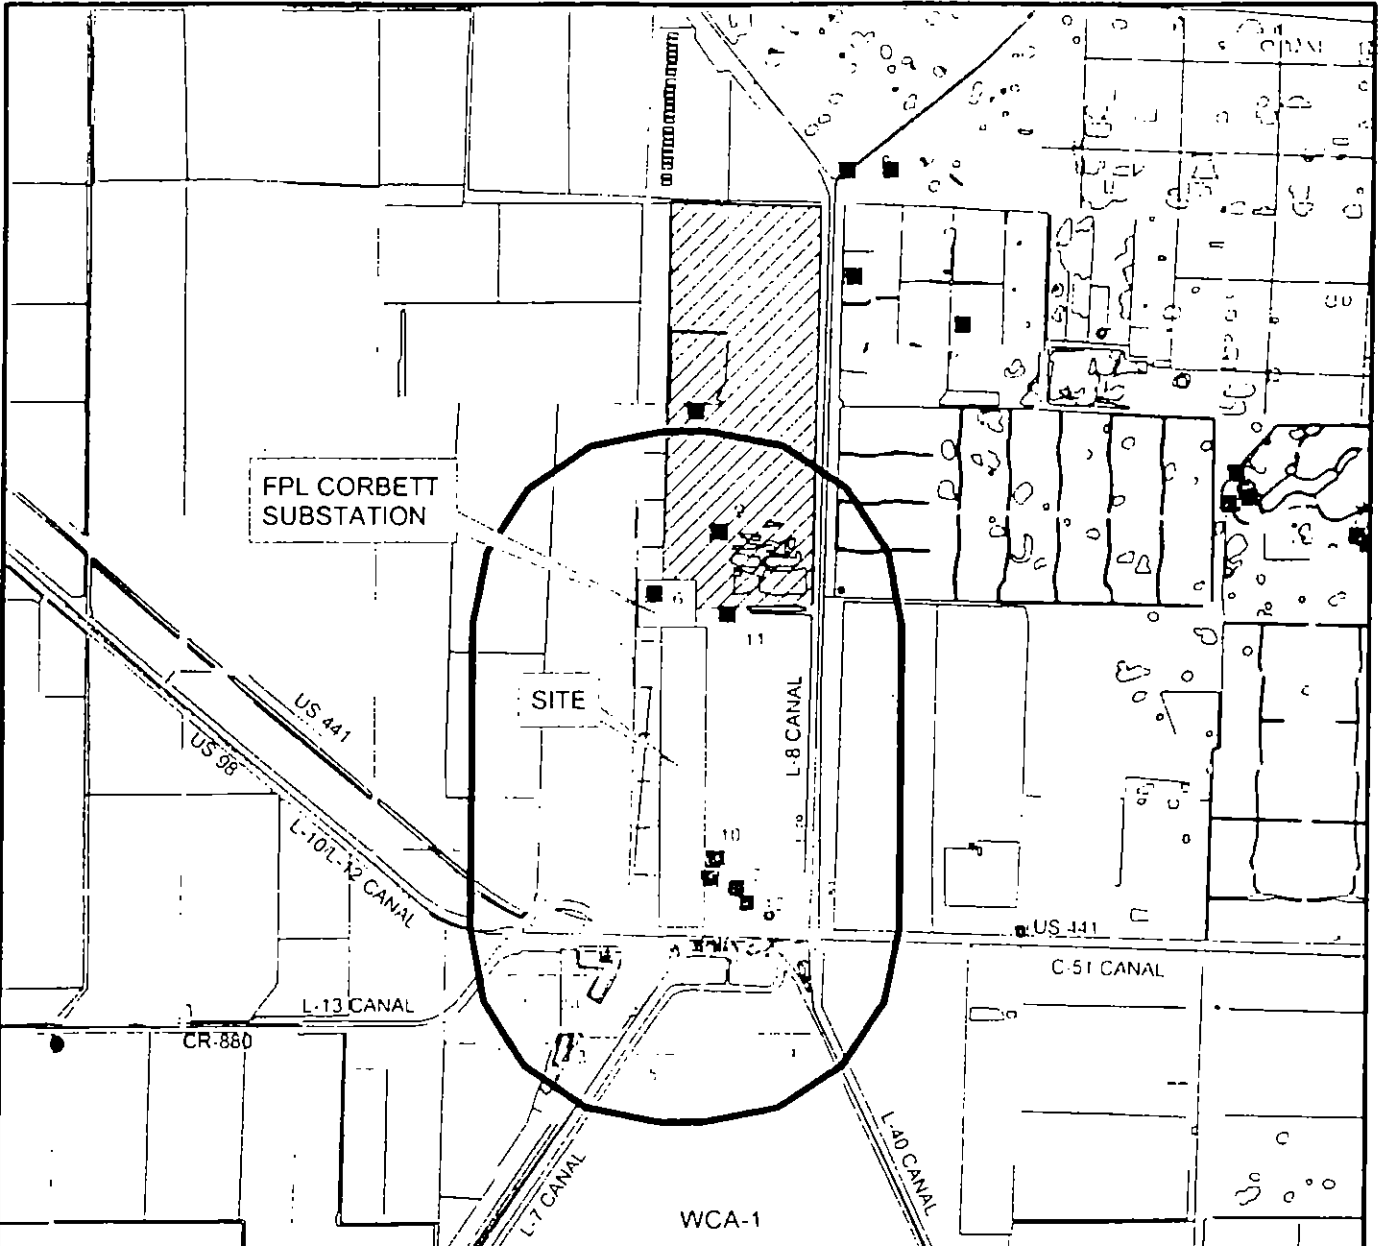 FPL CORBETT
SUBSTATION
6
11
SITE
L-8 CANAL
US 441
US 98
10
L-10/L-12 CANAL
US 441
C-51 CANAL
L-13 CANAL
CR-880
L-40 CANAL
L-7 CANAL
WCA-1